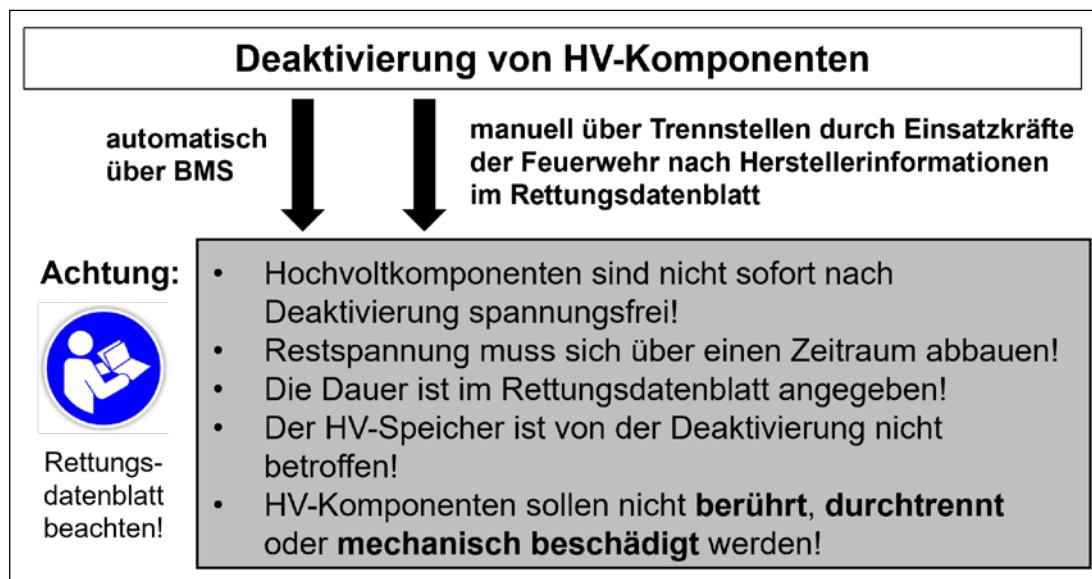 Deaktivierung von HV-Komponenten
automatisch
über BMS
manuell über Trennstellen durch Einsatzkräfte
der Feuerwehr nach Herstellerinformationen
im Rettungsdatenblatt
Achtung:
Rettungs-
datenblatt
beachten!
• Hochvoltkomponenten sind nicht sofort nach
Deaktivierung spannungsfrei!
• Restspannung muss sich über einen Zeitraum abbauen!
• Die Dauer ist im Rettungsdatenblatt angegeben!
• Der HV-Speicher ist von der Deaktivierung nicht
betroffen!
• HV-Komponenten sollen nicht berührt, durchtrennt
oder mechanisch beschädigt werden!